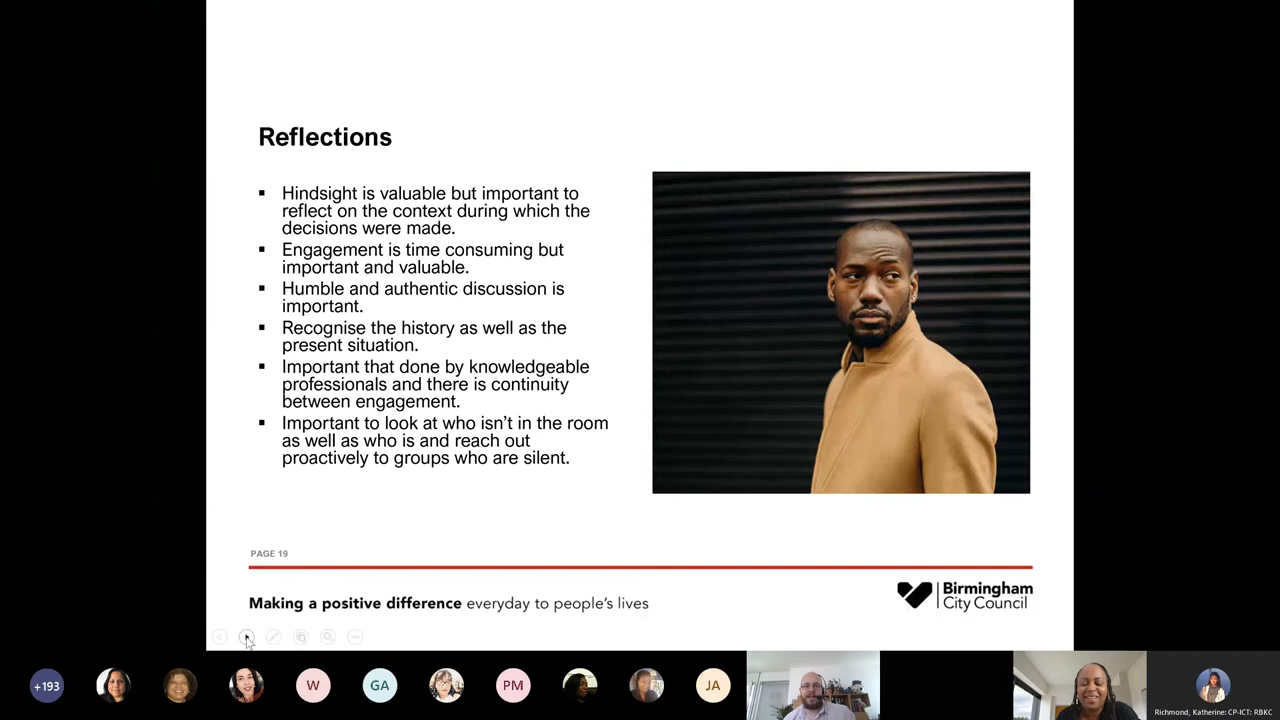 Reflections
▪ Hindsight is valuable but important to
reflect on the context during which the
decisions were made.
▪ Engagement is time consuming but
important and valuable.
▪ Humble and authentic discussion is
important.
▪ Recognise the history as well as the
present situation.
▪ Important that done by knowledgeable
professionals and there is continuity
between engagement.
▪ Important to look at who isn’t in the room
as well as who is and reach out
proactively to groups who are silent.
PAGE 19
Making a positive difference everyday to people’s lives
Birmingham
City Council
+193
W
GA
PM
JA
Richmond, Katherine: CP-ICT: RBKC